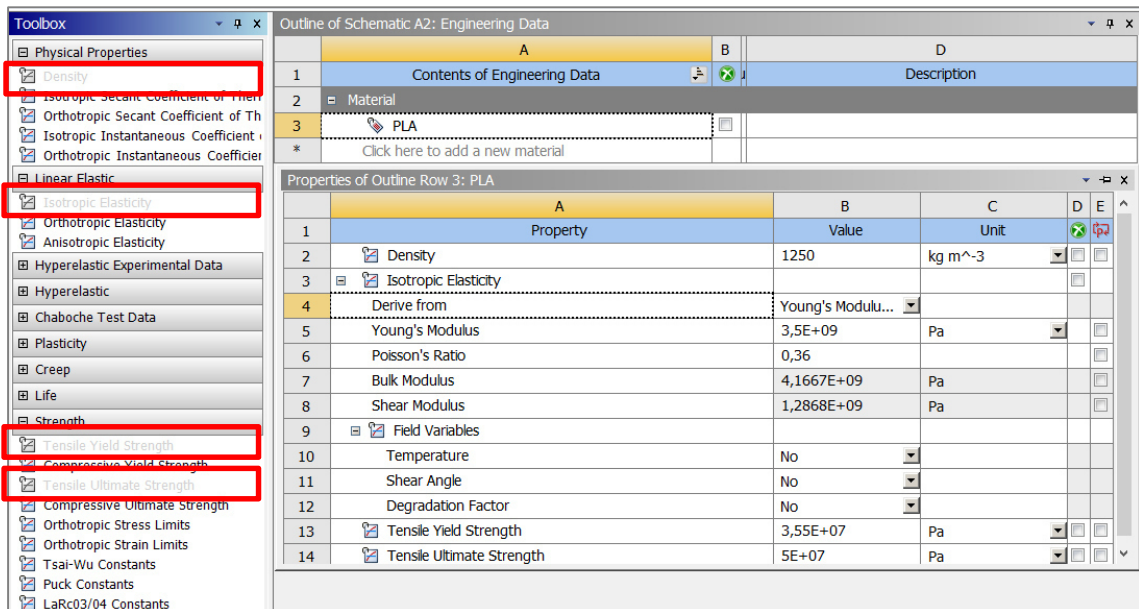 Toolbox
Physical Properties
Density
Isotropic Secant Coefficient of Ther
Orthotropic Secant Coefficient of Th
Isotropic Instantaneous Coefficient
Orthotropic Instantaneous Coefficier
Linear Elastic
Isotropic Elasticity
Orthotropic Elasticity
Anisotropic Elasticity
Hyperelastic Experimental Data
Hyperelastic
Chaboche Test Data
Plasticity
Creep
Life
Strength
Tensile Yield Strength
Compressive Yield Strength
Tensile Ultimate Strength
Compressive Ultimate Strength
Orthotropic Stress Limits
Orthotropic Strain Limits
Tsai-Wu Constants
Puck Constants
LaRc03/04 Constants
Outline of Schematic A2: Engineering Data
A B D
1 Contents of Engineering Data Description
2 Material
3 PLA
* Click here to add a new material
Properties of Outline Row 3: PLA
A B C D E
1 Property Value Unit
2 Density 1250 kg m^-3
3 Isotropic Elasticity
4 Derive from Young's Modulu...
5 Young's Modulus 3,5E+09 Pa
6 Poisson's Ratio 0,36
7 Bulk Modulus 4,1667E+09 Pa
8 Shear Modulus 1,2868E+09 Pa
9 Field Variables
10 Temperature No
11 Shear Angle No
12 Degradation Factor No
13 Tensile Yield Strength 3,55E+07 Pa
14 Tensile Ultimate Strength 5E+07 Pa